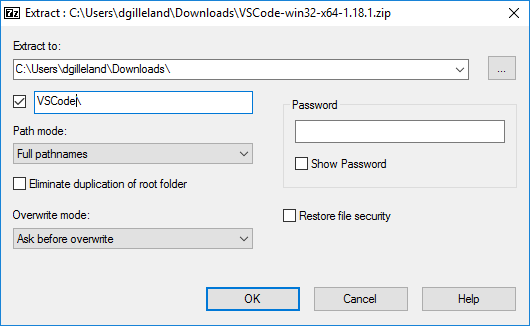 7z Extract : C:\Users\dgilleland\Downloads\VSCode-win32-x64-1.18.1.zip
Extract to:
C:\Users\dgilleland\Downloads\
...
VSCode\
Path mode:
Full pathnames
Eliminate duplication of root folder
Overwrite mode:
Ask before overwrite
Password
Show Password
Restore file security
OK
Cancel
Help